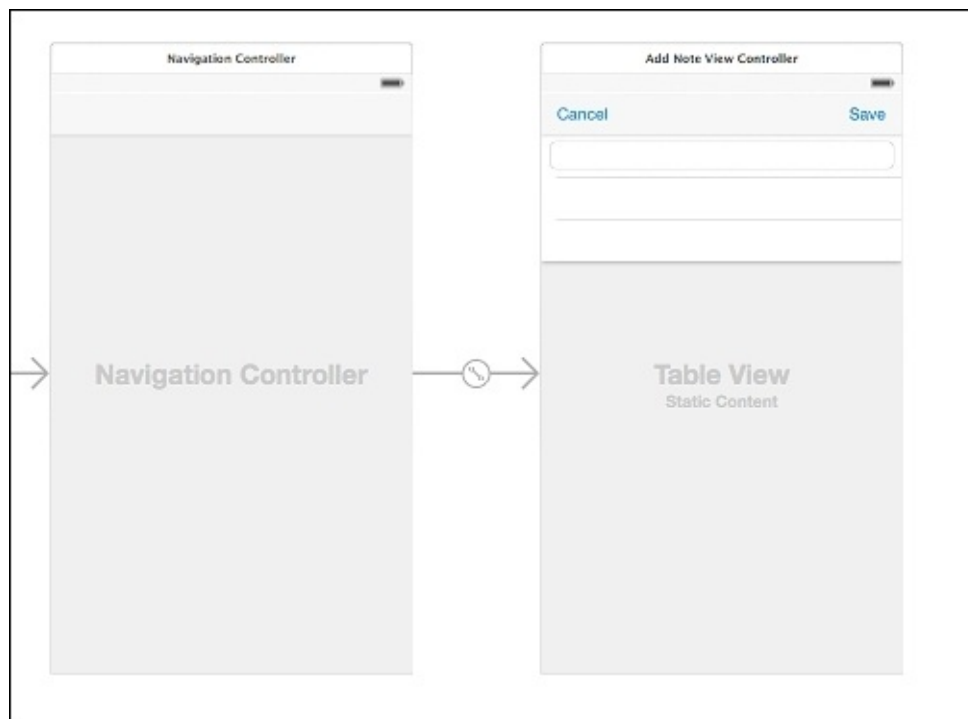 Navigation Controller
Add Note View Controller
Cancel
Save
Navigation Controller
Table View
Static Content